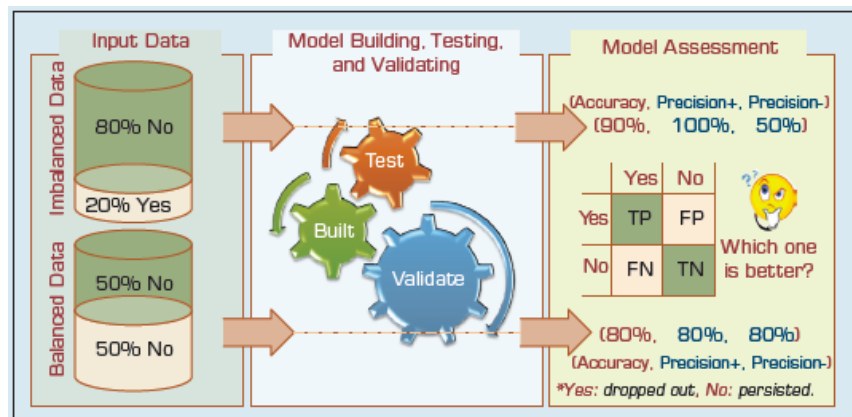 Input Data
Model Building, Testing,
and Validating
Model Assessment
Imbalanced Data
80% No
20% Yes
Balanced Data
50% No
50% No
Test
Built
Validate
(Accuracy, Precision+, Precision-)
(90%, 100%, 50%)
Yes No
Yes TP FP
No FN TN
??
Which one
is better?
(80%, 80%, 80%)
(Accuracy, Precision+, Precision-)
*Yes: dropped out, No: persisted.